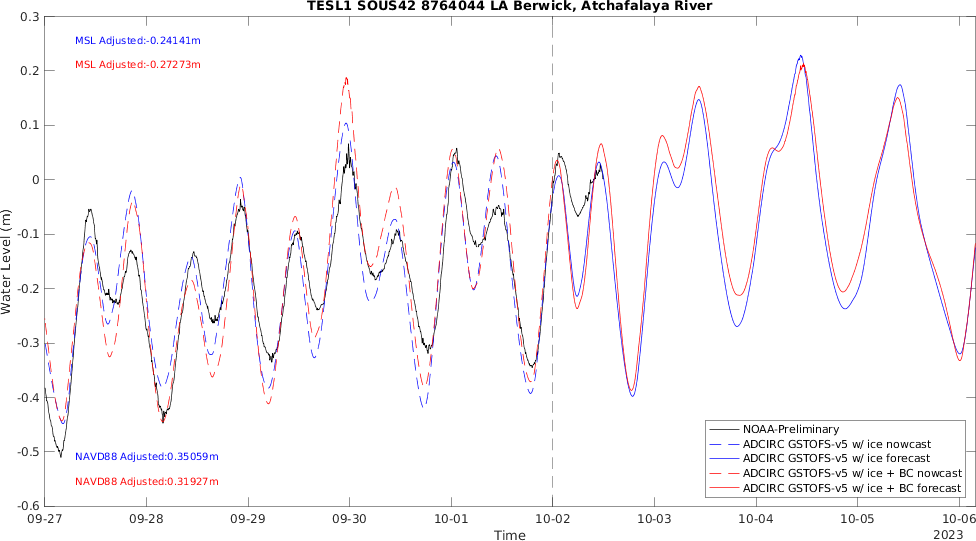 TESL1 SOUS42 8764044 LA Berwick, Atchafalaya River
MSL Adjusted:-0.24141m
MSL Adjusted:-0.27273m
NAVD88 Adjusted:0.35059m
NAVD88 Adjusted:0.31927m
Water Level (m)
0.3
0.2
0.1
0
-0.1
-0.2
-0.3
-0.4
-0.5
-0.6
NOAA-Preliminary
ADCIRC GSTOFS-v5 w/ ice nowcast
ADCIRC GSTOFS-v5 w/ ice forecast
ADCIRC GSTOFS-v5 w/ ice + BC nowcast
ADCIRC GSTOFS-v5 w/ ice + BC forecast
09-27 09-28 09-29 09-30 10-01 10-02 10-03 10-04 10-05 10-06
Time
2023